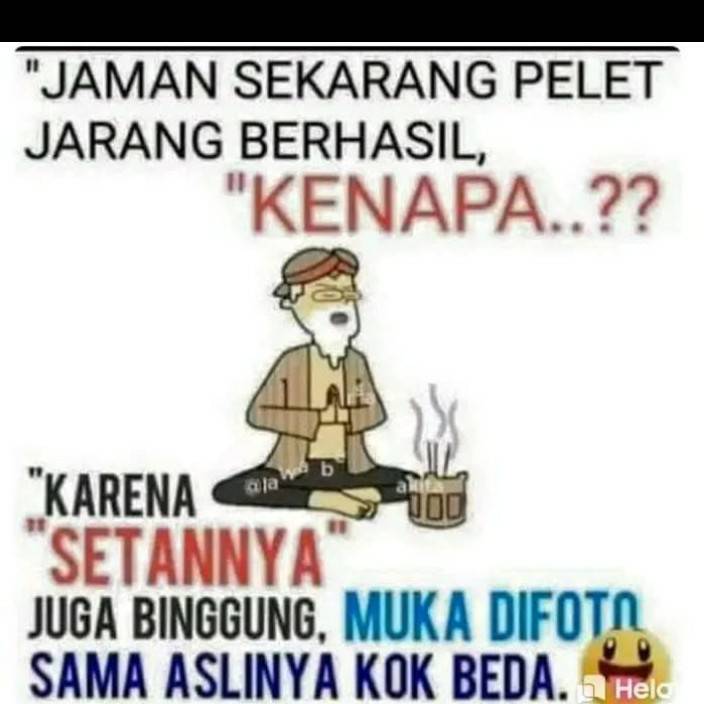 "JAMAN SEKARANG PELET
JARANG BERHASIL,
"KENAPA..??
"KARENA
"SETANNYA"
JUGA BINGGUNG, MUKA DIFOTO
SAMA ASLINYA KOK BEDA.
Helo